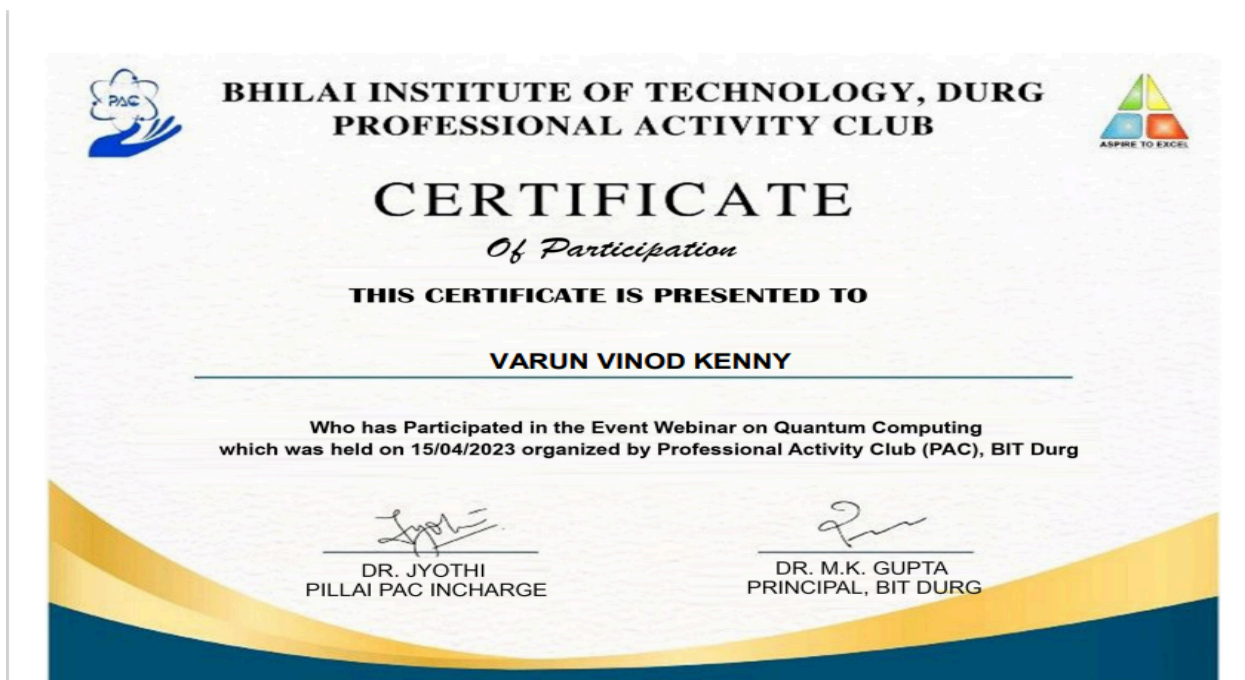 PAC
BHILAI INSTITUTE OF TECHNOLOGY, DURG
PROFESSIONAL ACTIVITY CLUB
ASPIRE TO EXCEL
CERTIFICATE
Of Participation
THIS CERTIFICATE IS PRESENTED TO
VARUN VINOD KENNY
Who has Participated in the Event Webinar on Quantum Computing
which was held on 15/04/2023 organized by Professional Activity Club (PAC), BIT Durg
Jyothi
DR. JYOTHI
PILLAI PAC INCHARGE
DR. M.K. GUPTA
PRINCIPAL, BIT DURG